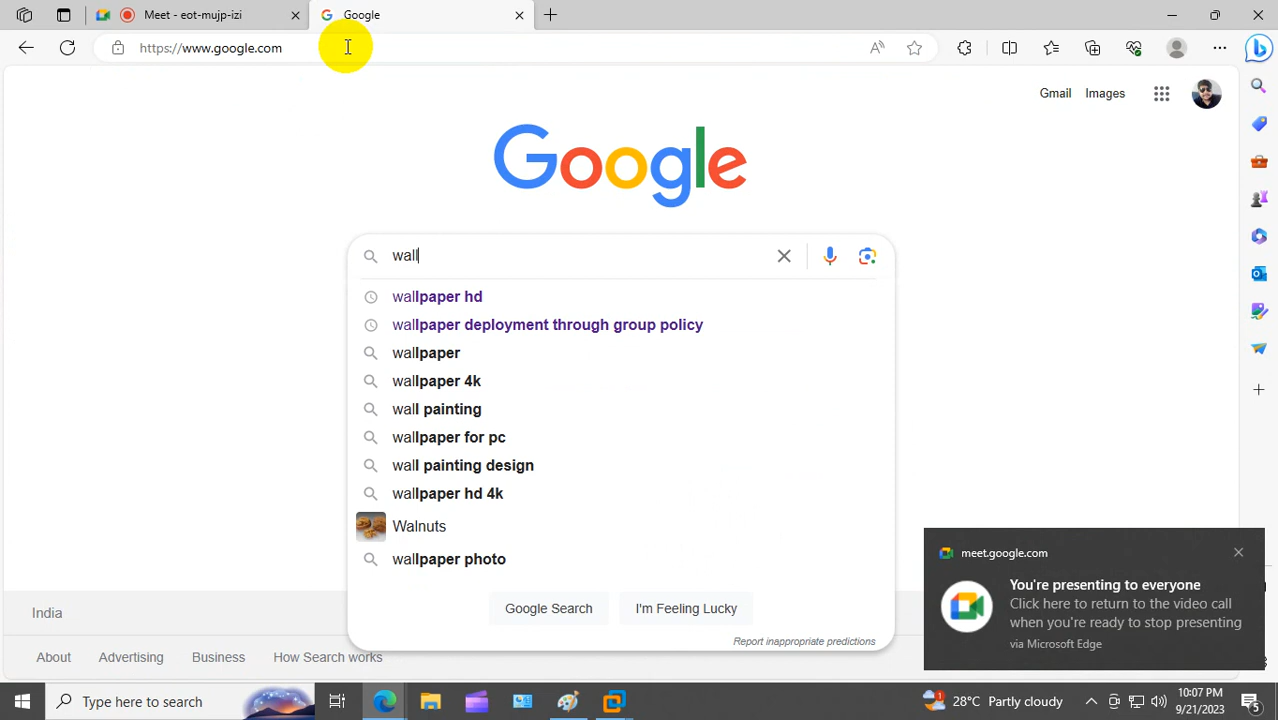 Meet - eot-mujp-izi
Google
https://www.google.com
Gmail Images
Google
wall
wallpaper hd
wallpaper deployment through group policy
wallpaper
wallpaper 4k
wall painting
wallpaper for pc
wall painting design
wallpaper hd 4k
Walnuts
wallpaper photo
Google Search I'm Feeling Lucky
Report inappropriate predictions
India
About Advertising Business How Search works
meet.google.com
You're presenting to everyone
Click here to return to the video call
when you're ready to stop presenting
via Microsoft Edge
Type here to search
1
28°C Partly cloudy
10:07 PM
9/21/2023
5